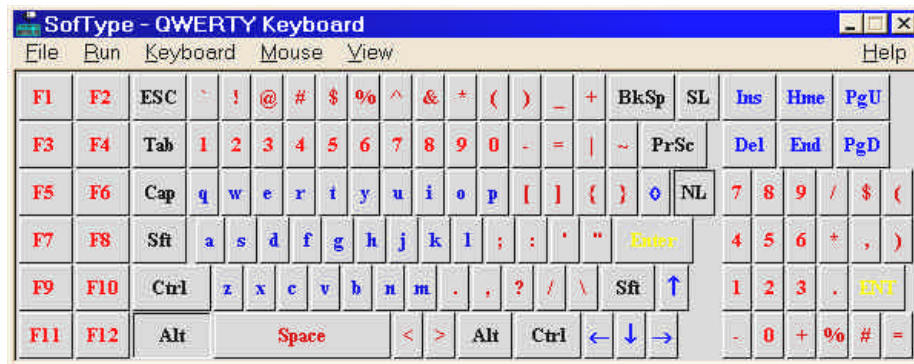 SofType - QWERTY Keyboard
File Run Keyboard Mouse View Help
F1 F2 ESC ` ! @ # $ % ^ & * ( ) _ + BkSp SL Ins Hme PgU
F3 F4 Tab 1 2 3 4 5 6 7 8 9 0 - = | ~ PrSc Del End PgD
F5 F6 Cap q w e r t y u i o p [ ] { } ◊ NL 7 8 9 / $ (
F7 F8 Sft a s d f g h j k l ; : ' " Enter 4 5 6 * , )
F9 F10 Ctrl z x c v b n m . , ? / \ Sft ↑ 1 2 3 . ENT
F11 F12 Alt Space < > Alt Ctrl ← ↓ → - 0 + % # =